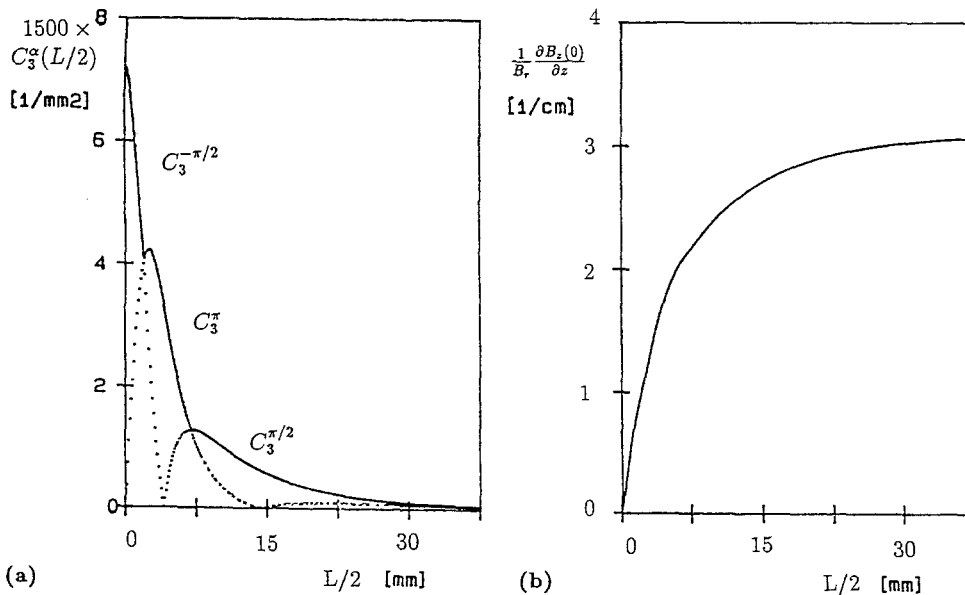 1500 ×
C_3^α(L/2)
[1/mm2]
8
6
4
2
0
C_3^{-π/2}
C_3^π
C_3^{π/2}
0 15 30
(a) L/2 [mm]
1/B_r ∂B_z(0)/∂z
[1/cm]
4
3
2
1
0
0 15 30
(b) L/2 [mm]